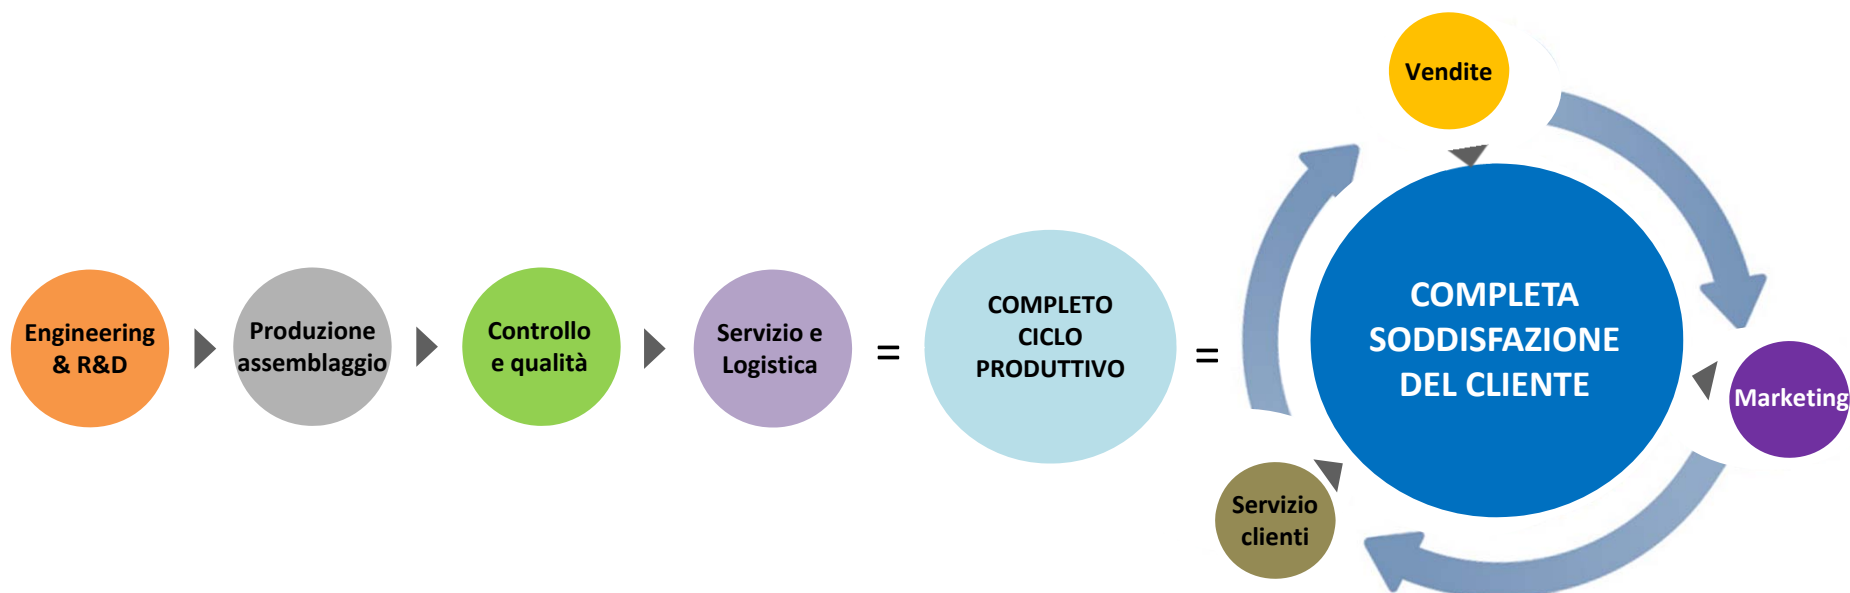 Engineering
& R&D
Produzione
assemblaggio
Controllo
e qualità
Servizio e
Logistica
=
COMPLETO
CICLO
PRODUTTIVO
=
Vendite
COMPLETA
SODDISFAZIONE
DEL CLIENTE
Marketing
Servizio
clienti